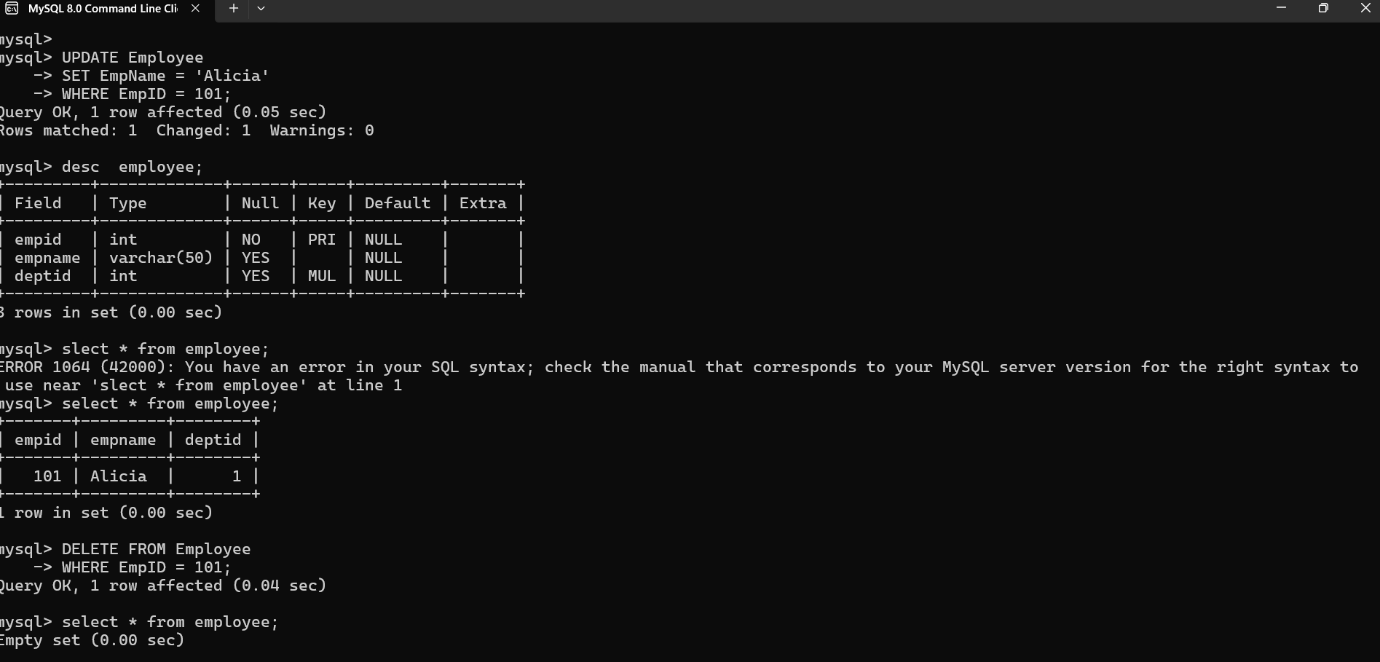 MySQL 8.0 Command Line Cli
mysql>
mysql> UPDATE Employee
    -> SET EmpName = 'Alicia'
    -> WHERE EmpID = 101;
Query OK, 1 row affected (0.05 sec)
Rows matched: 1  Changed: 1  Warnings: 0
mysql> desc  employee;
+---------+-------------+------+-----+---------+-------+
| Field   | Type        | Null | Key | Default | Extra |
+---------+-------------+------+-----+---------+-------+
| empid   | int         | NO   | PRI | NULL    |       |
| empname | varchar(50) | YES  |     | NULL    |       |
| deptid  | int         | YES  | MUL | NULL    |       |
+---------+-------------+------+-----+---------+-------+
3 rows in set (0.00 sec)
mysql> slect * from employee;
ERROR 1064 (42000): You have an error in your SQL syntax; check the manual that corresponds to your MySQL server version for the right syntax to
 use near 'slect * from employee' at line 1
mysql> select * from employee;
+-------+---------+--------+
| empid | empname | deptid |
+-------+---------+--------+
|   101 | Alicia  |      1 |
+-------+---------+--------+
1 row in set (0.00 sec)
mysql> DELETE FROM Employee
    -> WHERE EmpID = 101;
Query OK, 1 row affected (0.04 sec)
mysql> select * from employee;
Empty set (0.00 sec)